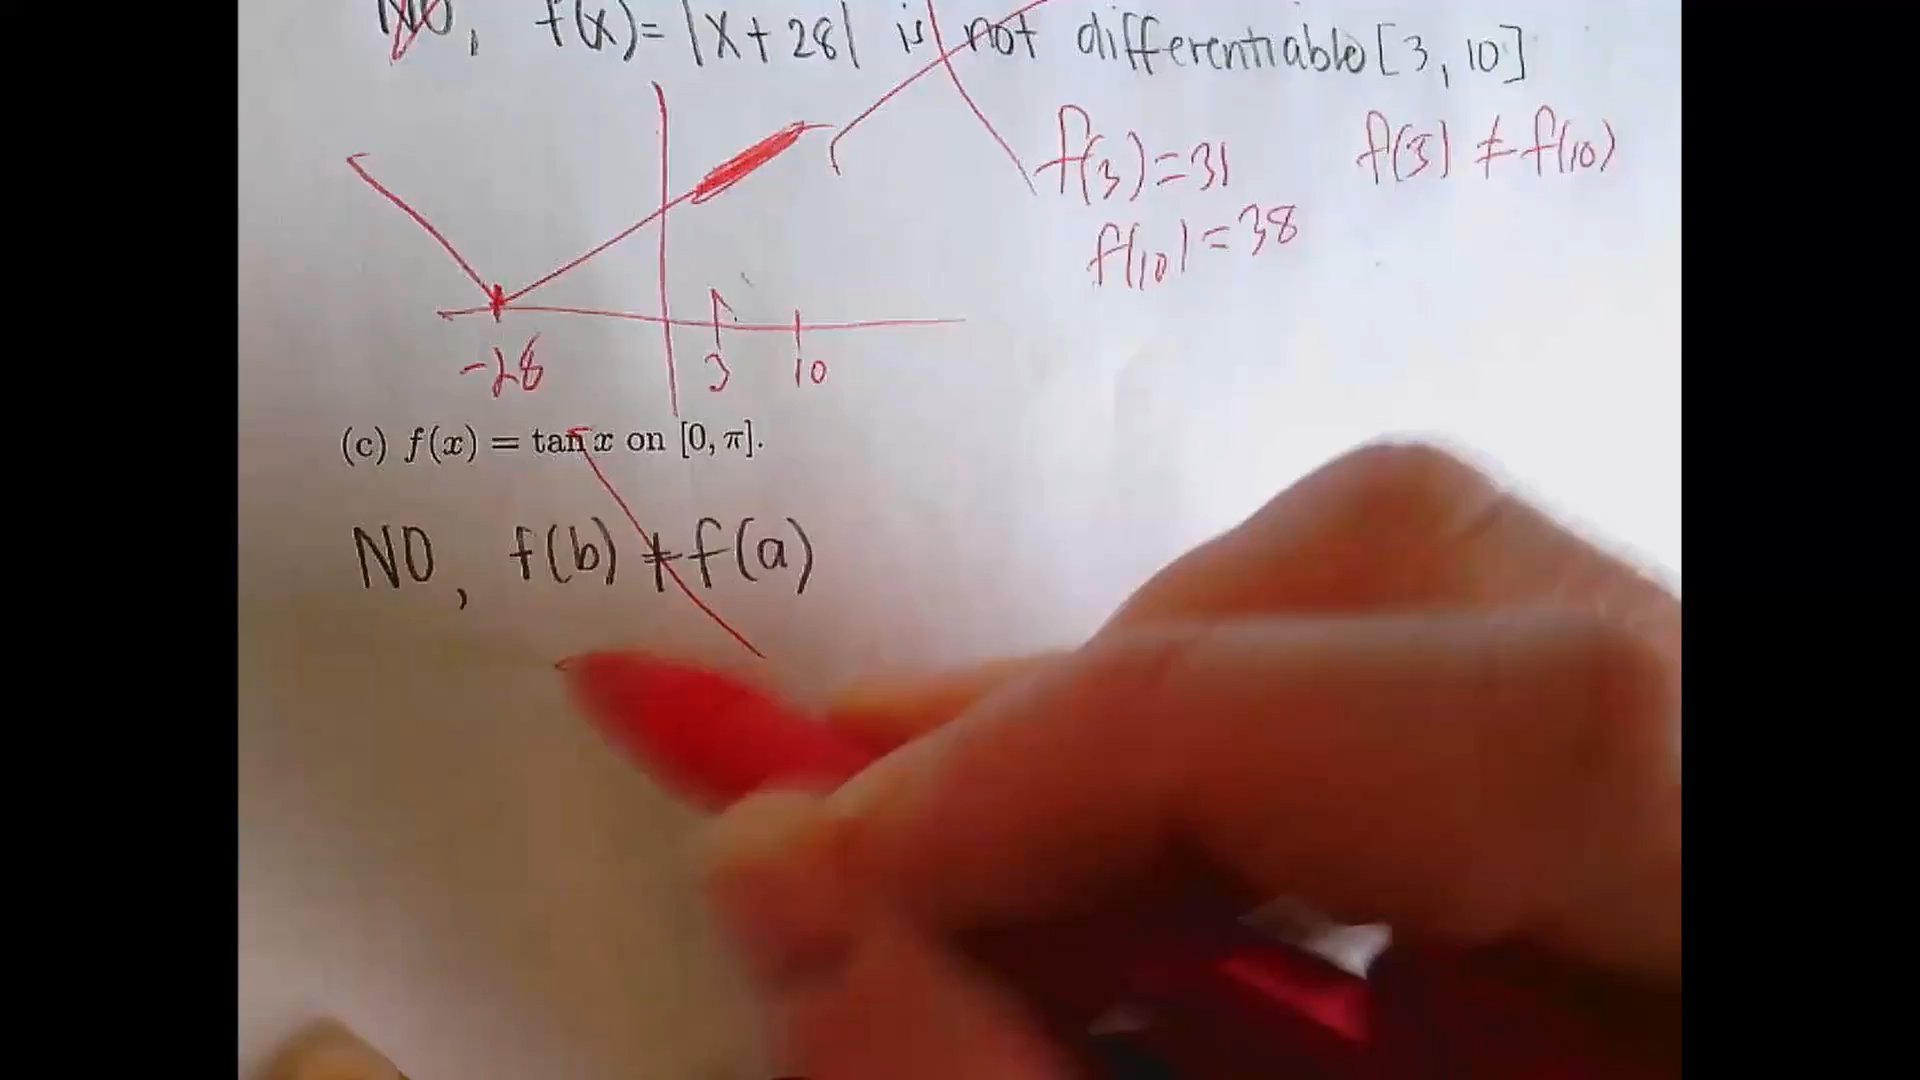 NO, f(x)= |x+28| is not differentiable [3, 10]
f(3)=31 f(3) ≠ f(10)
f(10)=38
-28 3 10
(c) f(x) = tan x on [0, π].
NO, f(b) ≠ f(a)